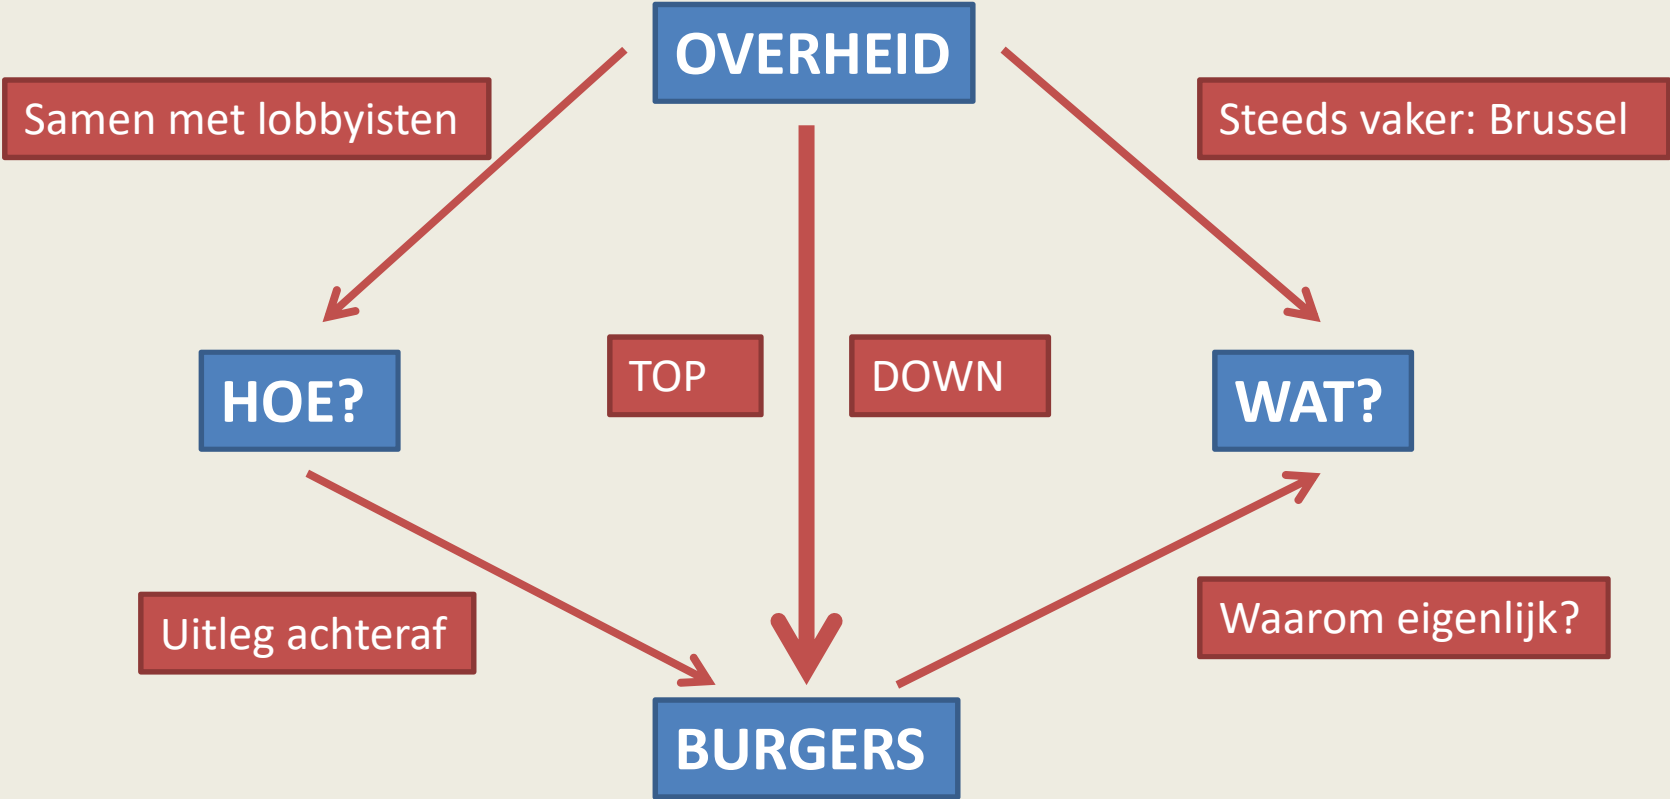 OVERHEID
Samen met lobbyisten
Steeds vaker: Brussel
TOP
DOWN
HOE?
WAT?
Uitleg achteraf
Waarom eigenlijk?
BURGERS